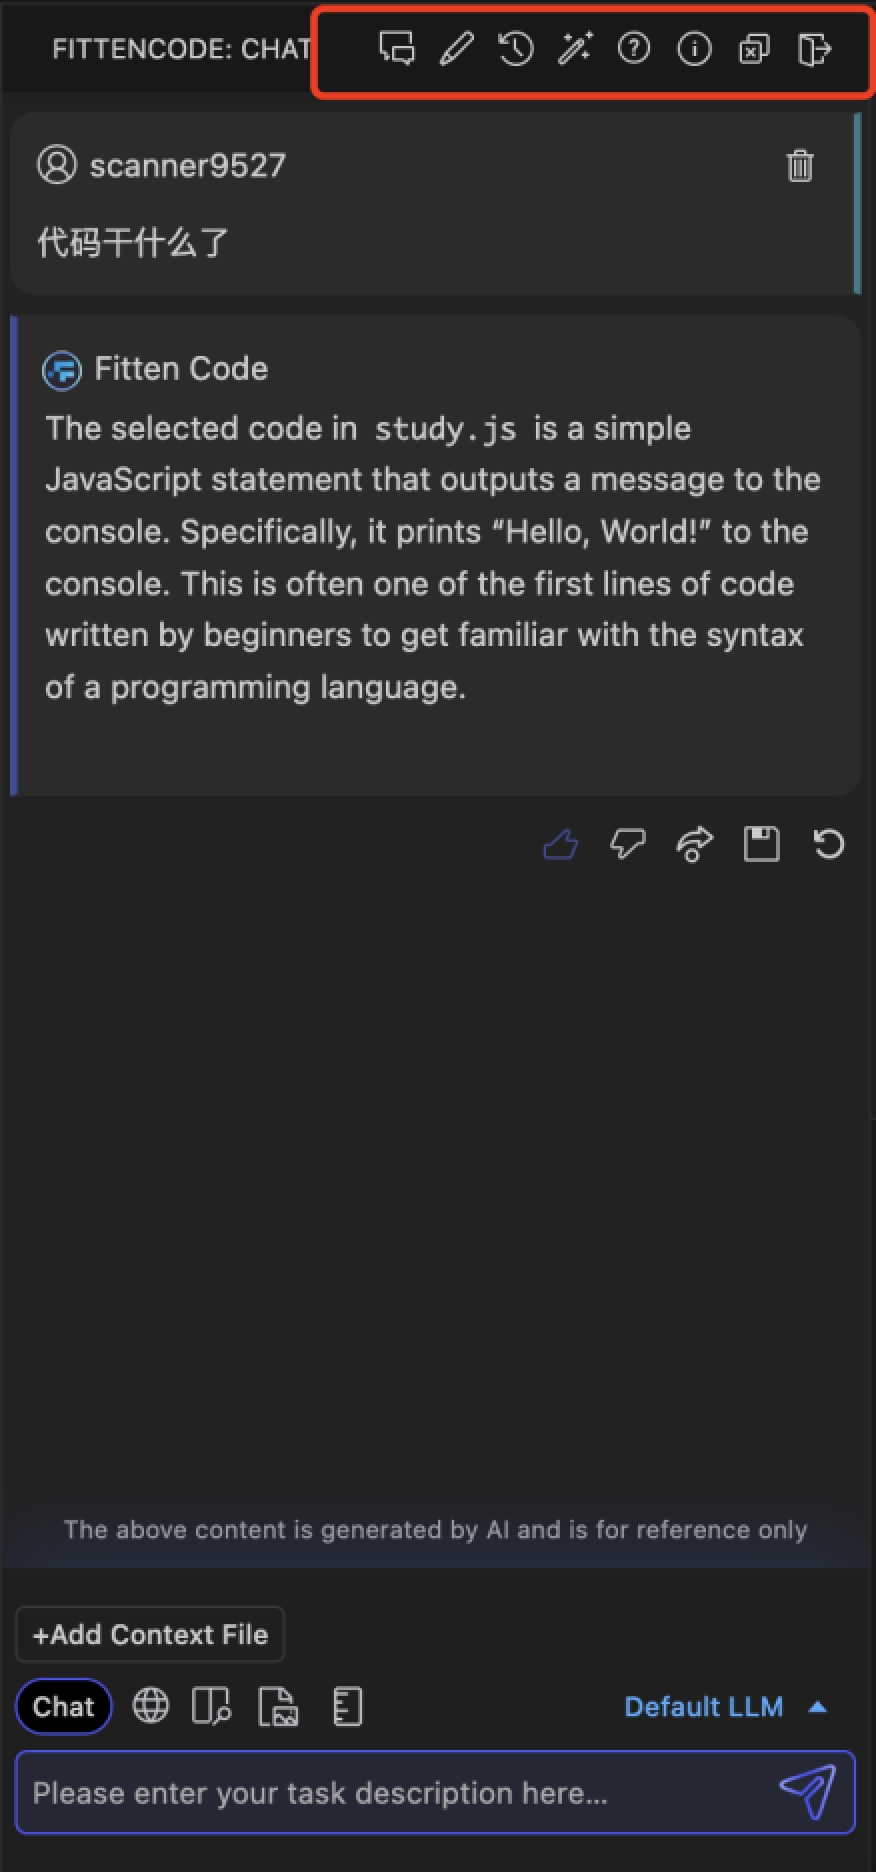 FITTENCODE: CHAT
scanner9527
代码干什么了
Fitten Code
The selected code in study.js is a simple
JavaScript statement that outputs a message to the
console. Specifically, it prints “Hello, World!” to the
console. This is often one of the first lines of code
written by beginners to get familiar with the syntax
of a programming language.
The above content is generated by AI and is for reference only
+Add Context File
Chat
Default LLM
Please enter your task description here...